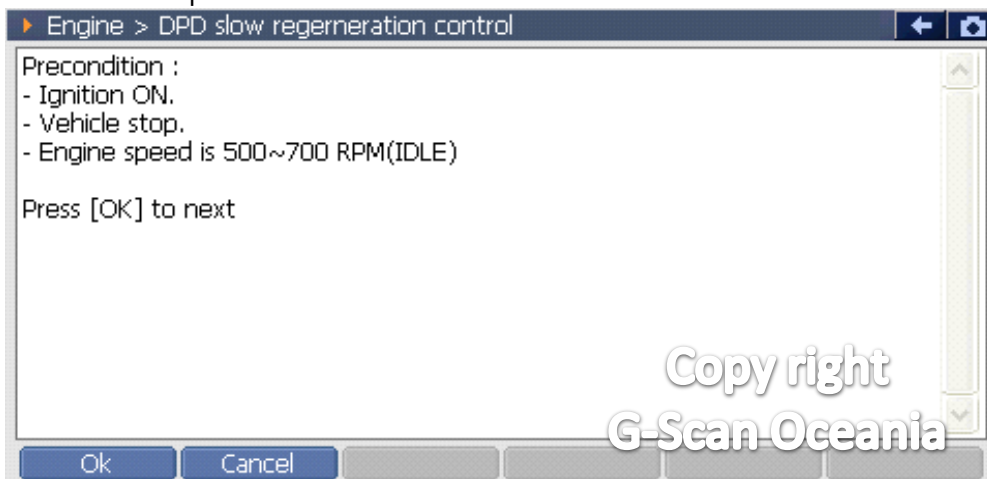 Engine > DPD slow regerneration control
Precondition :
- Ignition ON.
- Vehicle stop.
- Engine speed is 500~700 RPM(IDLE)
Press [OK] to next
Copy right
G-Scan Oceania
Ok
Cancel